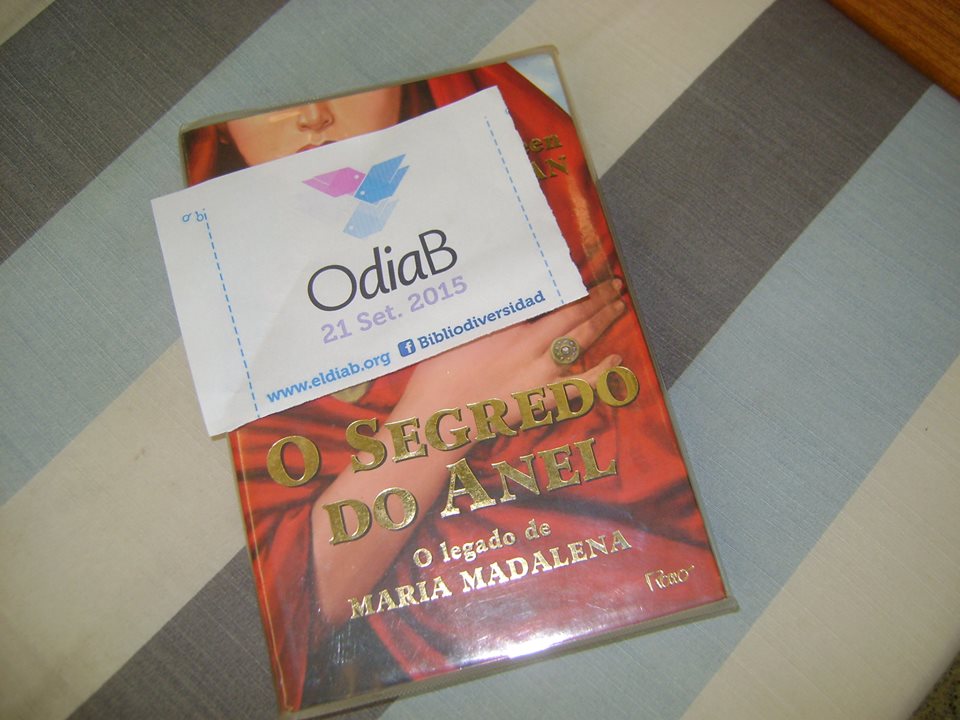 OdiaB
21 Set. 2015
www.eldiab.org f Bibliodiversidad
O SEGREDO
DO ANEL
O legado de
MARIA MADALENA